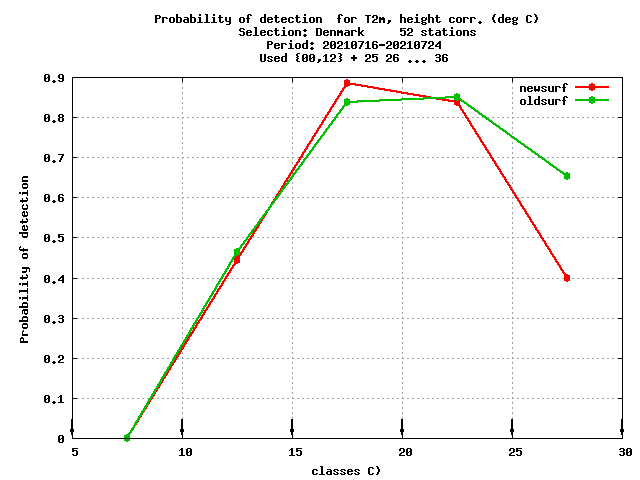 Probability of detection  for T2m, height corr. (deg C)
Selection: Denmark     52 stations
Period: 20210716-20210724
Used {00,12} + 25 26 ... 36
newsurf
oldsurf
Probability of detection
0.9
0.8
0.7
0.6
0.5
0.4
0.3
0.2
0.1
0
5 10 15 20 25 30
classes C)